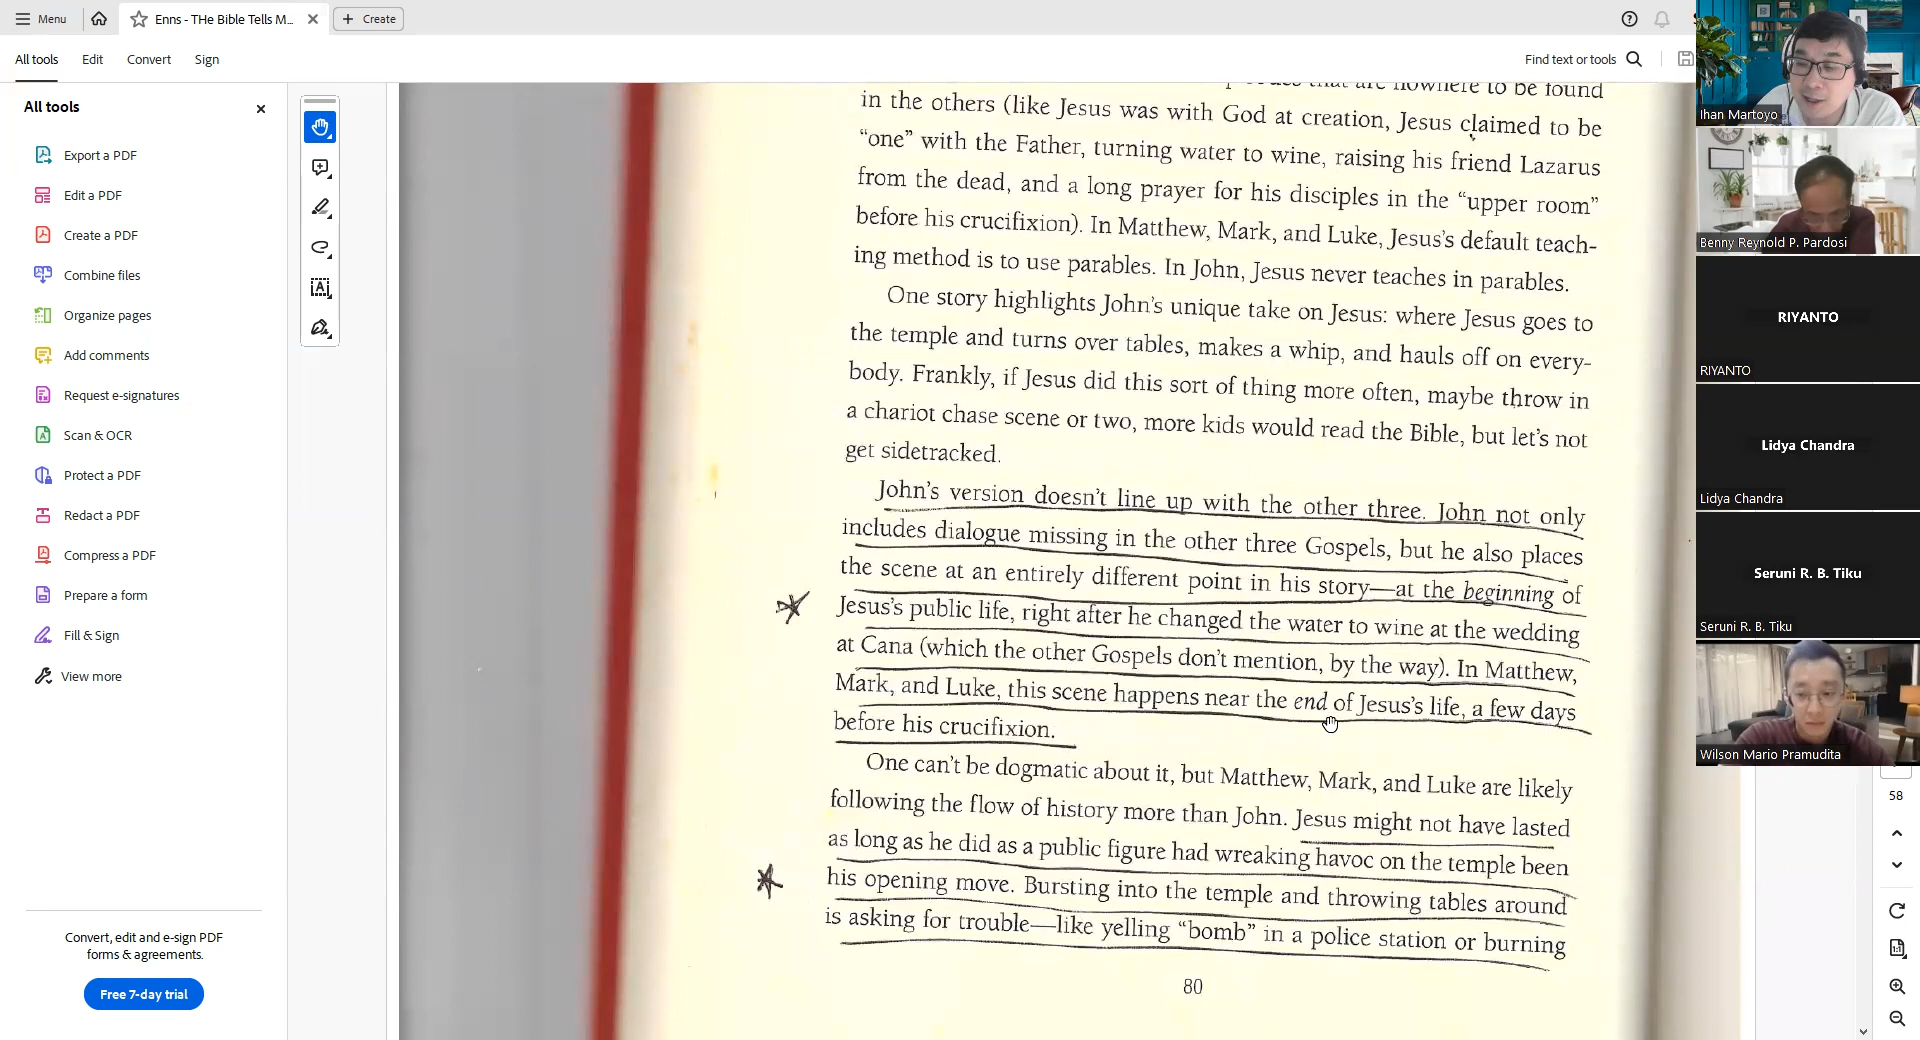 Menu
Enns - THe Bible Tells M...
Create
All tools
Edit
Convert
Sign
Find text or tools
All tools
Export a PDF
Edit a PDF
Create a PDF
Combine files
Organize pages
Add comments
Request e-signatures
Scan & OCR
Protect a PDF
Redact a PDF
Compress a PDF
Prepare a form
Fill & Sign
View more
Convert, edit and e-sign PDF
forms & agreements.
Free 7-day trial
that are nowhere to be found
in the others (like Jesus was with God at creation, Jesus claimed to be
“one” with the Father, turning water to wine, raising his friend Lazarus
from the dead, and a long prayer for his disciples in the “upper room”
before his crucifixion). In Matthew, Mark, and Luke, Jesus’s default teach-
ing method is to use parables. In John, Jesus never teaches in parables.
One story highlights John’s unique take on Jesus: where Jesus goes to
the temple and turns over tables, makes a whip, and hauls off on every-
body. Frankly, if Jesus did this sort of thing more often, maybe throw in
a chariot chase scene or two, more kids would read the Bible, but let’s not
get sidetracked.
John’s version doesn’t line up with the other three. John not only
includes dialogue missing in the other three Gospels, but he also places
the scene at an entirely different point in his story—at the beginning of
Jesus’s public life, right after he changed the water to wine at the wedding
at Cana (which the other Gospels don’t mention, by the way). In Matthew,
Mark, and Luke, this scene happens near the end of Jesus’s life, a few days
before his crucifixion.
One can’t be dogmatic about it, but Matthew, Mark, and Luke are likely
following the flow of history more than John. Jesus might not have lasted
as long as he did as a public figure had wreaking havoc on the temple been
his opening move. Bursting into the temple and throwing tables around
is asking for trouble—like yelling “bomb” in a police station or burning
80
Ihan Martoyo
Benny Reynold P. Pardosi
RIYANTO
RIYANTO
Lidya Chandra
Lidya Chandra
Seruni R. B. Tiku
Seruni R. B. Tiku
Wilson Mario Pramudita
58